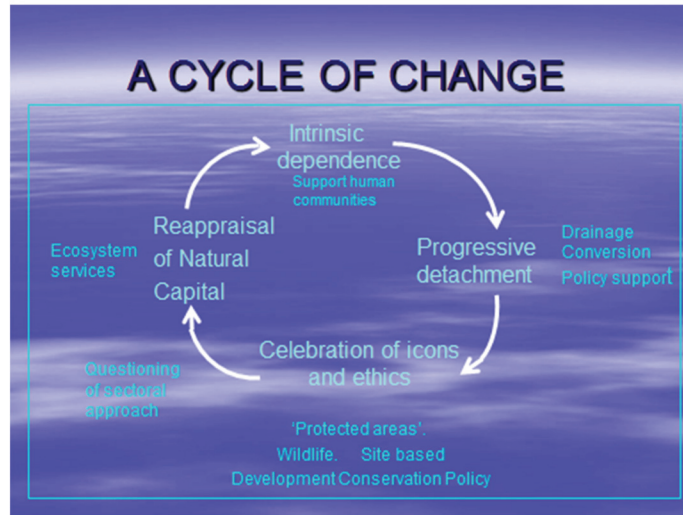 A CYCLE OF CHANGE
Intrinsic
dependence
Support human
communities
Progressive
detachment
Drainage
Conversion
Policy support
Celebration of icons
and ethics
'Protected areas'.
Wildlife. Site based
Development Conservation Policy
Questioning
of sectoral
approach
Reappraisal
of Natural
Capital
Ecosystem
services